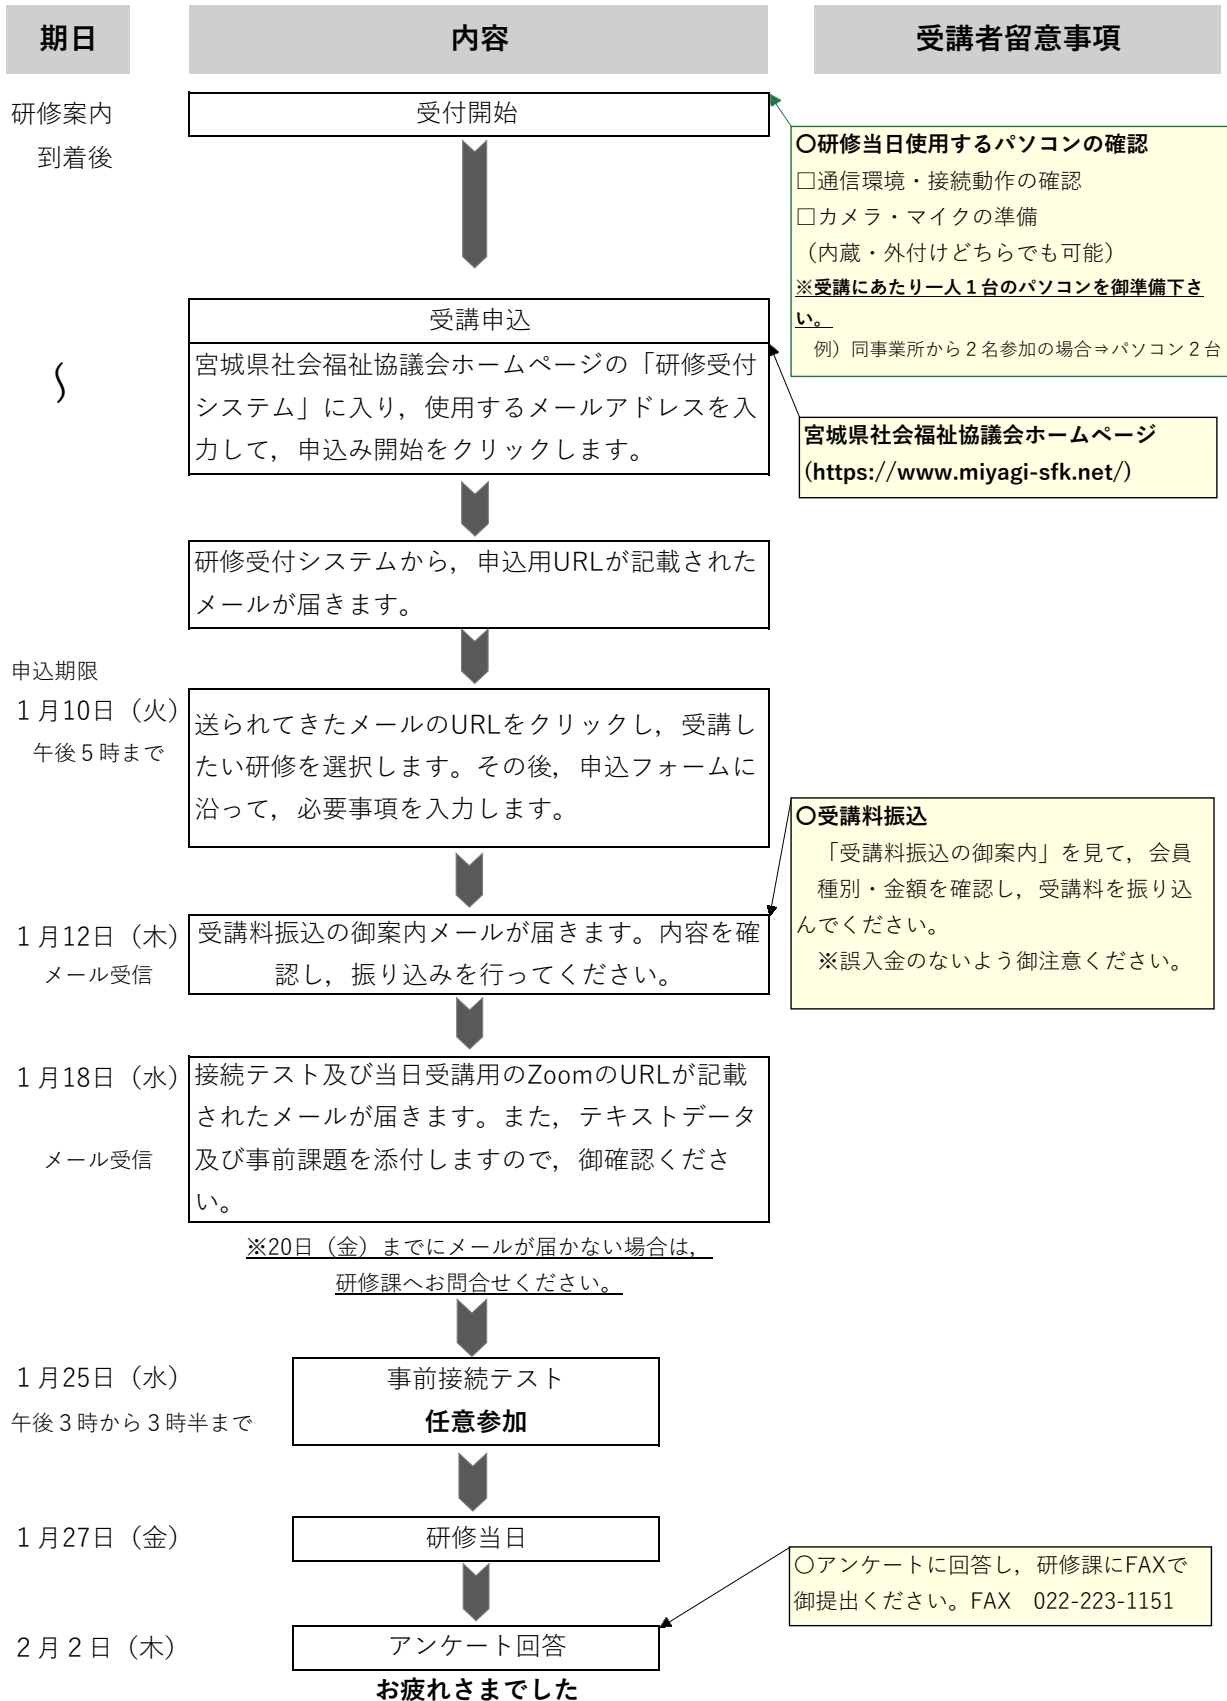 期日
内容
受講者留意事項
研修案内
到着後
受付開始
〇研修当日使用するパソコンの確認
□通信環境・接続動作の確認
□カメラ・マイクの準備
（内蔵・外付けどちらでも可能）
※受講にあたり一人１台のパソコンを御準備下さ
い。
例）同事業所から２名参加の場合⇒パソコン２台
～
受講申込
宮城県社会福祉協議会ホームページの「研修受付
システム」に入り，使用するメールアドレスを入
力して，申込み開始をクリックします。
宮城県社会福祉協議会ホームページ
(https://www.miyagi-sfk.net/)
研修受付システムから，申込用URLが記載された
メールが届きます。
申込期限
１月10日（火）
午後５時まで
送られてきたメールのURLをクリックし，受講し
たい研修を選択します。その後，申込フォームに
沿って，必要事項を入力します。
〇受講料振込
「受講料振込の御案内」を見て，会員
種別・金額を確認し，受講料を振り込
んでください。
※誤入金のないよう御注意ください。
１月12日（木）
メール受信
受講料振込の御案内メールが届きます。内容を確
認し，振り込みを行ってください。
１月18日（水）
メール受信
接続テスト及び当日受講用のZoomのURLが記載
されたメールが届きます。また，テキストデータ
及び事前課題を添付しますので，御確認くださ
い。
※20日（金）までにメールが届かない場合は，
研修課へお問合せください。
１月25日（水）
午後３時から３時半まで
事前接続テスト
任意参加
１月27日（金）
研修当日
〇アンケートに回答し，研修課にFAXで
御提出ください。FAX　022-223-1151
２月２日（木）
アンケート回答
お疲れさまでした